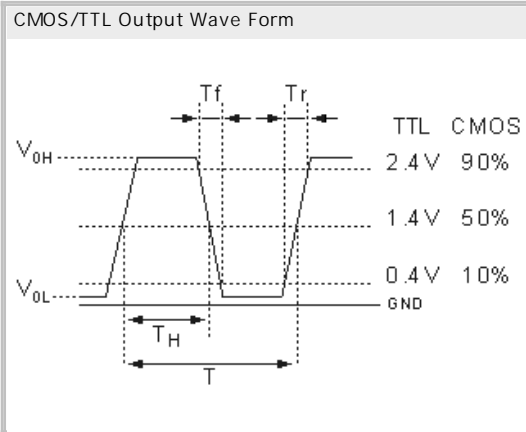 CMOS/TTL Output Wave Form
Tf Tr
TTL CMOS
V0H
2.4V 90%
1.4V 50%
0.4V 10%
V0L
GND
TH
T